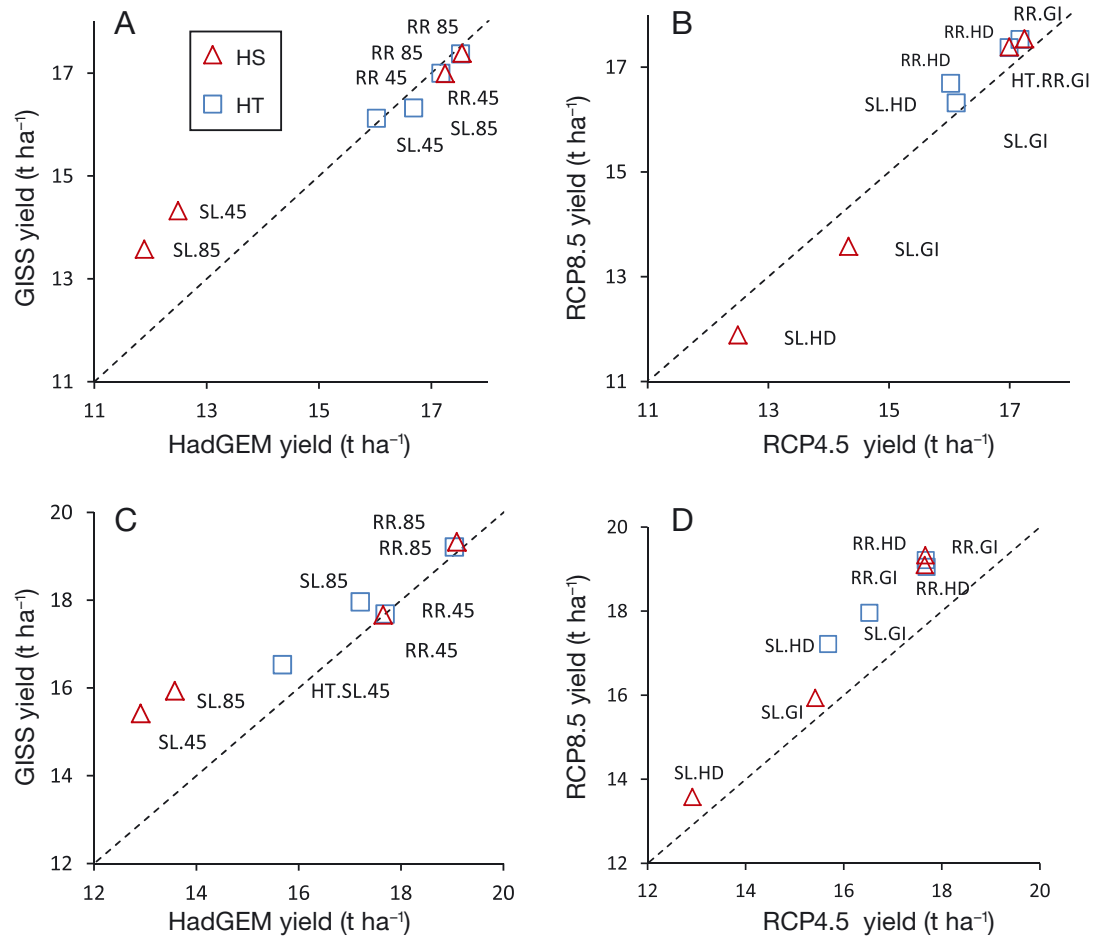 A
HS
HT
RR 85
RR 85
RR 45
RR.45
SL.85
SL.45
SL.45
SL.85
17
15
13
11
11
13
15
17
GISS yield (t ha⁻¹)
HadGEM yield (t ha⁻¹)
B
RR.GI
RR.HD
RR.HD
HT.RR.GI
SL.HD
SL.GI
SL.GI
SL.HD
17
15
13
11
11
13
15
17
RCP8.5 yield (t ha⁻¹)
RCP4.5 yield (t ha⁻¹)
C
RR.85
RR.85
SL.85
RR.45
RR.45
HT.SL.45
SL.85
SL.45
20
18
16
14
12
12
14
16
18
20
GISS yield (t ha⁻¹)
HadGEM yield (t ha⁻¹)
D
RR.HD
RR.GI
RR.GI
RR.HD
SL.GI
SL.HD
SL.GI
SL.HD
20
18
16
14
12
12
14
16
18
20
RCP8.5 yield (t ha⁻¹)
RCP4.5 yield (t ha⁻¹)